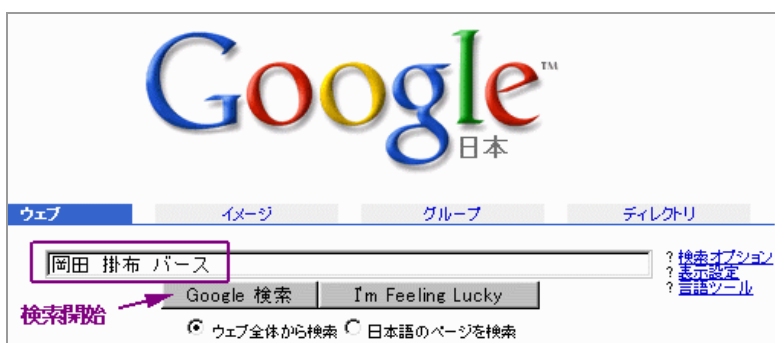 Google™
日本
ウェブ イメージ グループ ディレクトリ
岡田 掛布 バース
?検索オプション
?表示設定
?言語ツール
Google 検索 I'm Feeling Lucky
検索開始
ウェブ全体から検索 日本語のページを検索